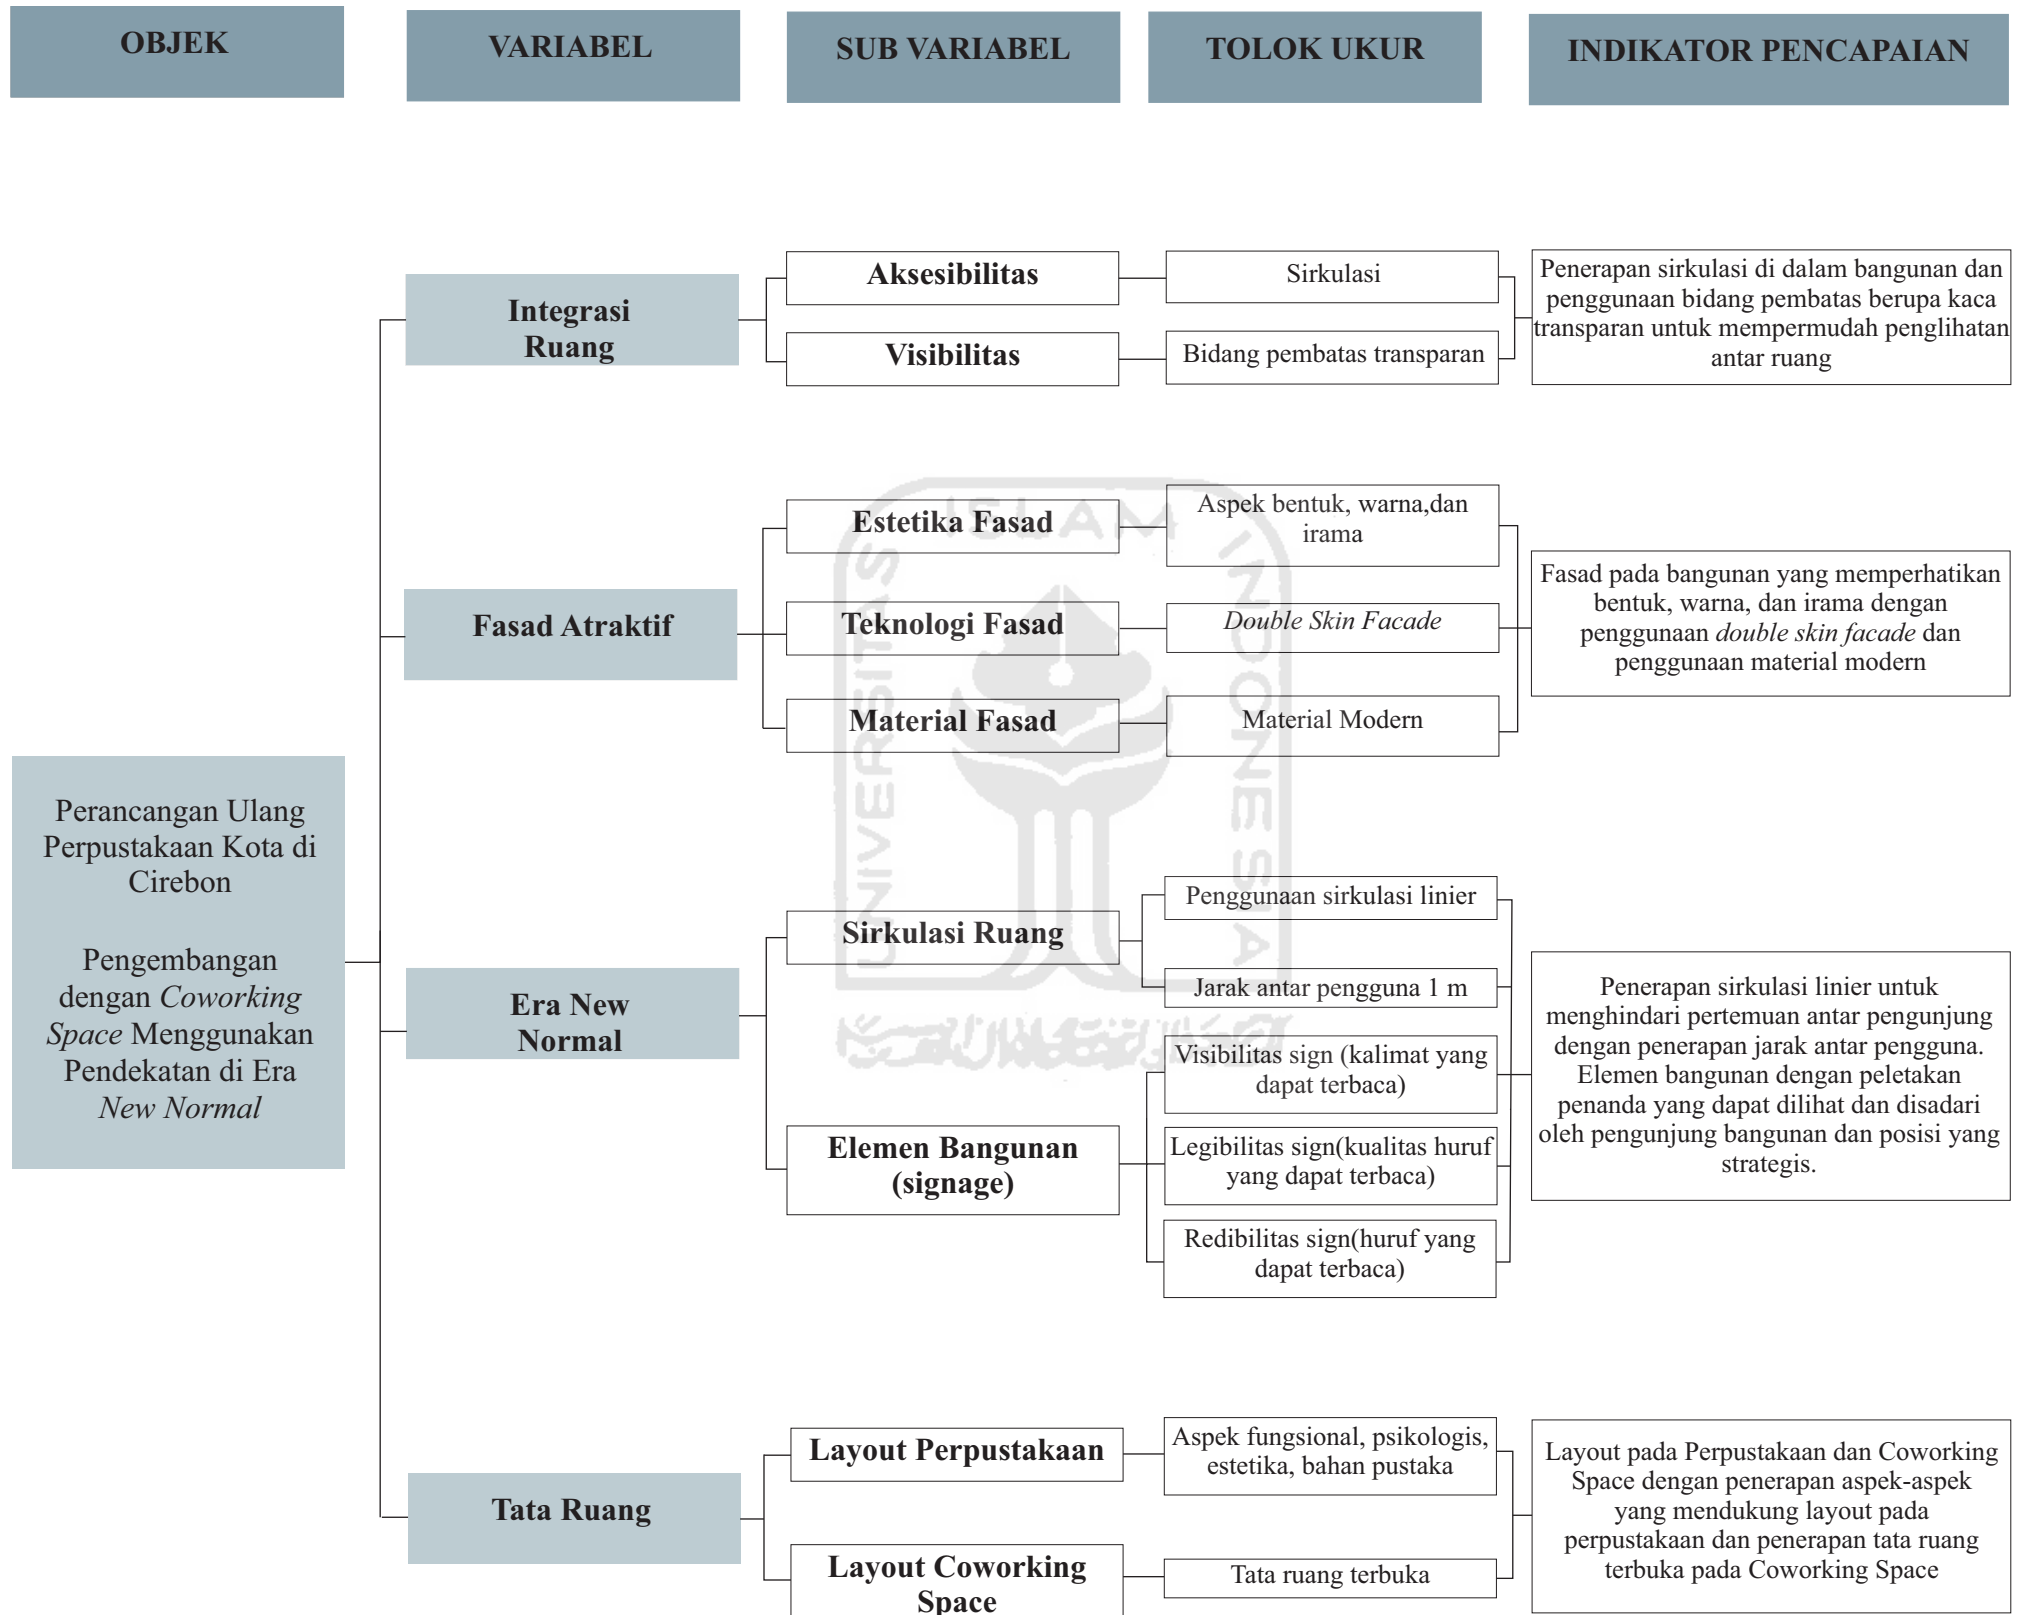 OBJEK
VARIABEL
SUB VARIABEL
TOLOK UKUR
INDIKATOR PENCAPAIAN
Perancangan Ulang
Perpustakaan Kota di
Cirebon
Pengembangan
dengan Coworking
Space Menggunakan
Pendekatan di Era
New Normal
Integrasi
Ruang
Aksesibilitas
Sirkulasi
Visibilitas
Bidang pembatas transparan
Penerapan sirkulasi di dalam bangunan dan
penggunaan bidang pembatas berupa kaca
transparan untuk mempermudah penglihatan
antar ruang
Fasad Atraktif
Estetika Fasad
Aspek bentuk, warna,dan
irama
Teknologi Fasad
Double Skin Facade
Material Fasad
Material Modern
Fasad pada bangunan yang memperhatikan
bentuk, warna, dan irama dengan
penggunaan double skin facade dan
penggunaan material modern
Era New
Normal
Sirkulasi Ruang
Penggunaan sirkulasi linier
Jarak antar pengguna 1 m
Elemen Bangunan
(signage)
Visibilitas sign (kalimat yang
dapat terbaca)
Legibilitas sign(kualitas huruf
yang dapat terbaca)
Redibilitas sign(huruf yang
dapat terbaca)
Penerapan sirkulasi linier untuk
menghindari pertemuan antar pengunjung
dengan penerapan jarak antar pengguna.
Elemen bangunan dengan peletakan
penanda yang dapat dilihat dan disadari
oleh pengunjung bangunan dan posisi yang
strategis.
Tata Ruang
Layout Perpustakaan
Aspek fungsional, psikologis,
estetika, bahan pustaka
Layout Coworking
Space
Tata ruang terbuka
Layout pada Perpustakaan dan Coworking
Space dengan penerapan aspek-aspek
yang mendukung layout pada
perpustakaan dan penerapan tata ruang
terbuka pada Coworking Space
UNIVERSITAS
ISLAM
INDONESIA